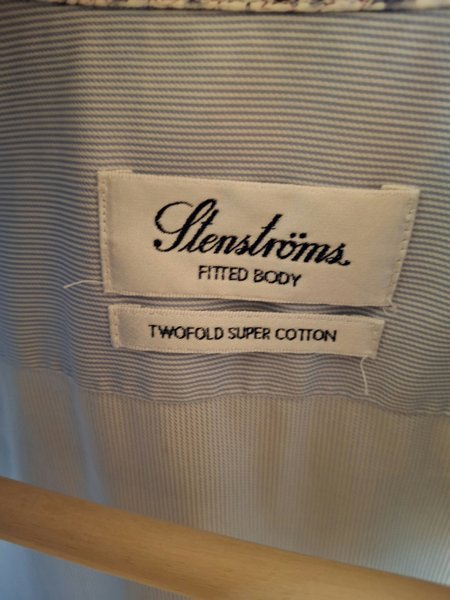 Stenströms
FITTED BODY
TWOFOLD SUPER COTTON